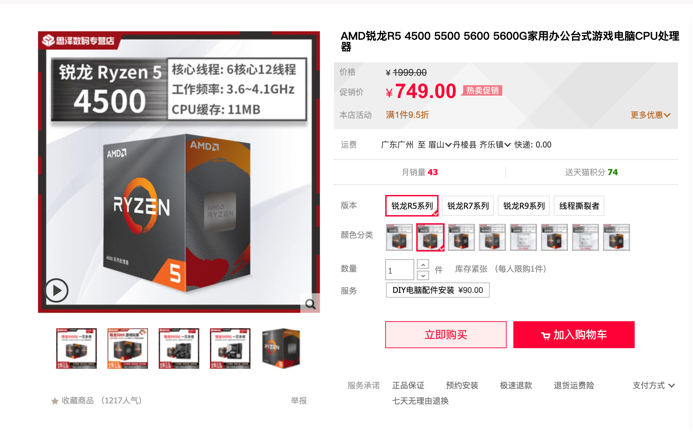 惠泽数码专营店
锐龙 Ryzen 5
4500
核心线程: 6核心12线程
工作频率: 3.6~4.1GHz
CPU缓存: 11MB
AMD
RYZEN
AMD
RYZEN
5
收藏商品 （1217人气）
举报
AMD锐龙R5 4500 5500 5600 5600G家用办公台式游戏电脑CPU处理
器
价格 ¥ 1999.00
促销价 ¥ 749.00 热卖促销
本店活动 满1件9.5折 更多优惠
运费 广东广州 至 眉山 丹棱县 齐乐镇 快递: 0.00
月销量 43 送天猫积分 74
版本 锐龙R5系列 锐龙R7系列 锐龙R9系列 线程撕裂者
颜色分类
数量 1 件 库存紧张 （每人限购1件）
服务 DIY电脑配件安装 ¥90.00
立即购买 加入购物车
服务承诺 正品保证 预约安装 极速退款 退货运费险 支付方式
七天无理由退换